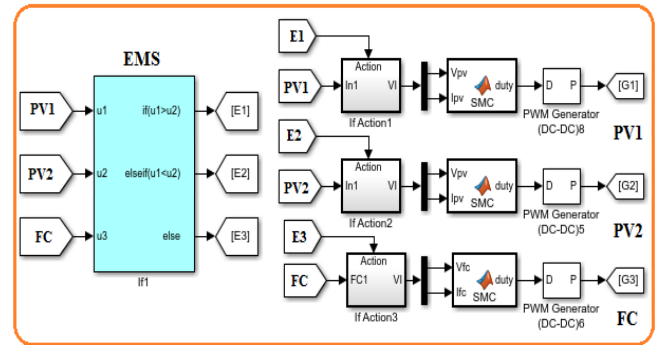 EMS
PV1
u1
if(u1>u2)
[E1]
PV2
u2
elseif(u1<u2)
[E2]
FC
u3
else
[E3]
If1
E1
Action
PV1
In1
VI
If Action1
Vpv
Ipv
duty
SMC
D
P
PWM Generator
(DC-DC)8
[G1]
PV1
E2
Action
PV2
In1
VI
If Action2
Vpv
Ipv
duty
SMC
D
P
PWM Generator
(DC-DC)5
[G2]
PV2
E3
Action
FC
FC1
VI
If Action3
Vfc
Ifc
duty
SMC
D
P
PWM Generator
(DC-DC)6
[G3]
FC